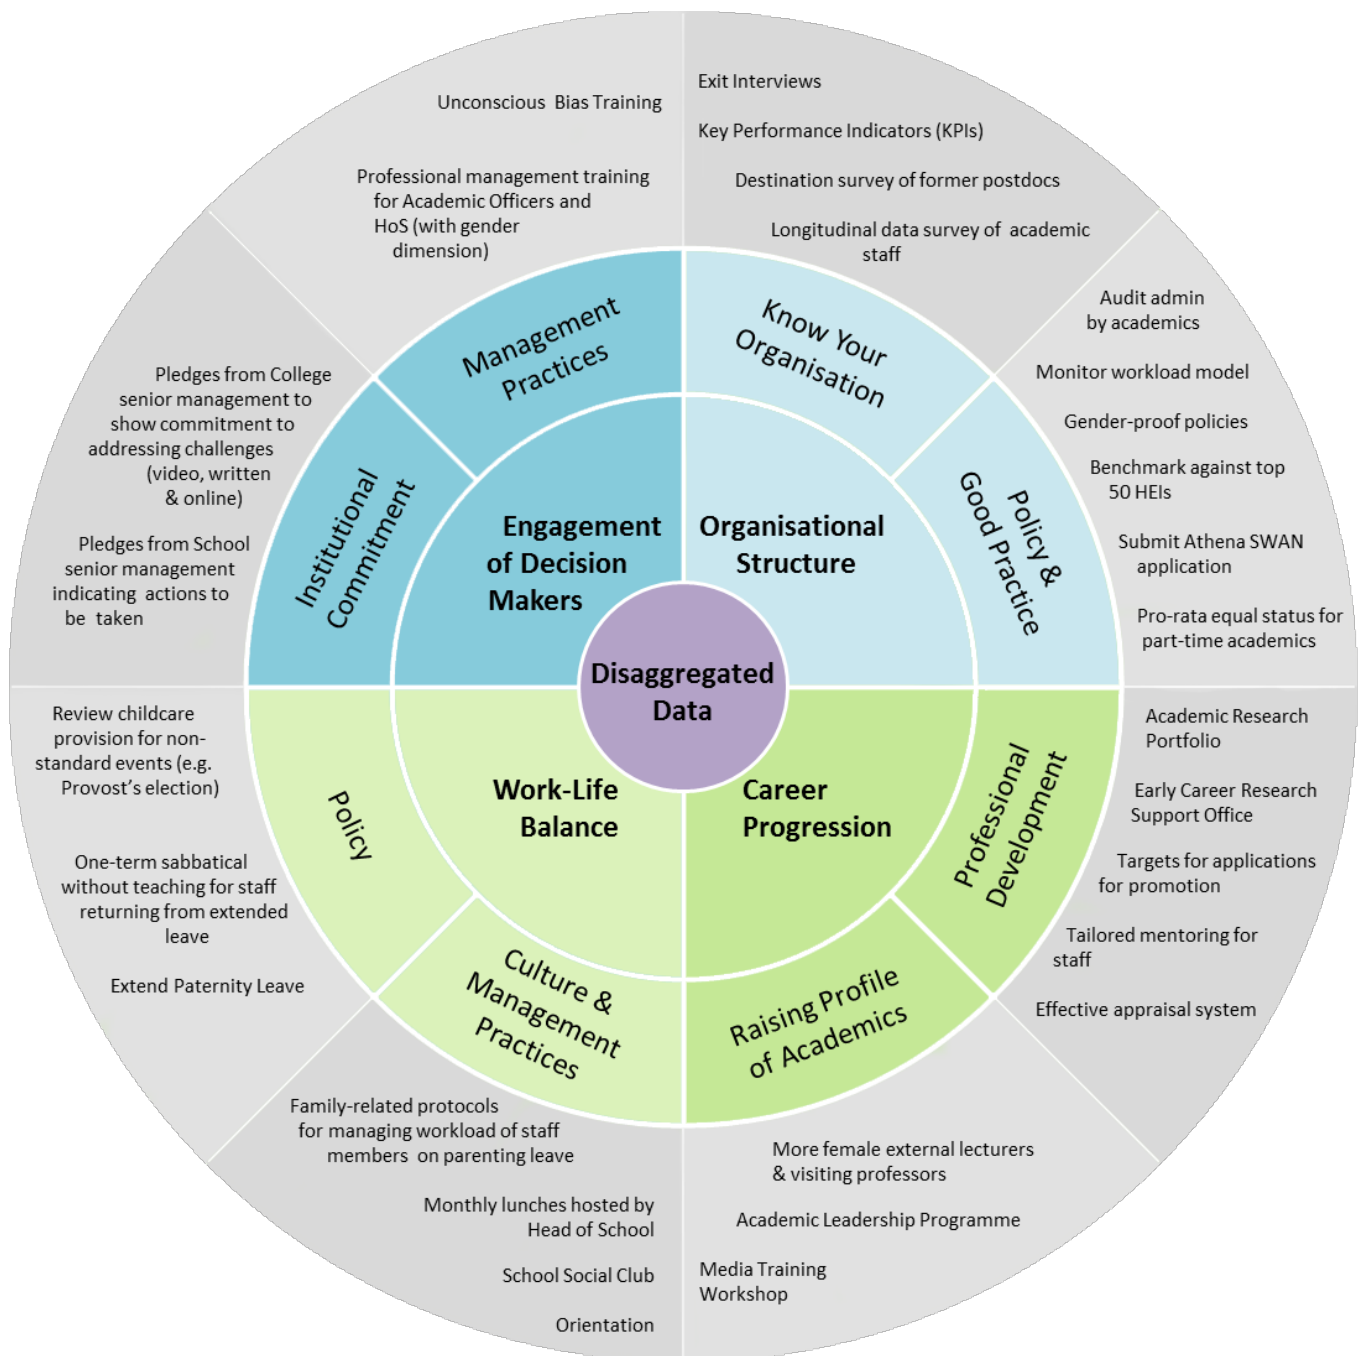 Unconscious Bias Training
Professional management training
for Academic Officers and
HoS (with gender
dimension)
Exit Interviews
Key Performance Indicators (KPIs)
Destination survey of former postdocs
Longitudinal data survey of academic
staff
Audit admin
by academics
Monitor workload model
Gender-proof policies
Benchmark against top
50 HEIs
Submit Athena SWAN
application
Pro-rata equal status for
part-time academics
Pledges from College
senior management to
show commitment to
addressing challenges
(video, written
& online)
Pledges from School
senior management
indicating actions to
be taken
Management
Practices
Know Your
Organisation
Institutional
Commitment
Policy &
Good Practice
Engagement
of Decision
Makers
Organisational
Structure
Disaggregated
Data
Work-Life
Balance
Career
Progression
Policy
Culture &
Management
Practices
Professional
Development
Raising Profile
of Academics
Review childcare
provision for non-
standard events (e.g.
Provost’s election)
One-term sabbatical
without teaching for staff
returning from extended
leave
Extend Paternity Leave
Family-related protocols
for managing workload of staff
members on parenting leave
Monthly lunches hosted by
Head of School
School Social Club
Orientation
Academic Research
Portfolio
Early Career Research
Support Office
Targets for applications
for promotion
Tailored mentoring for
staff
Effective appraisal system
More female external lecturers
& visiting professors
Academic Leadership Programme
Media Training
Workshop